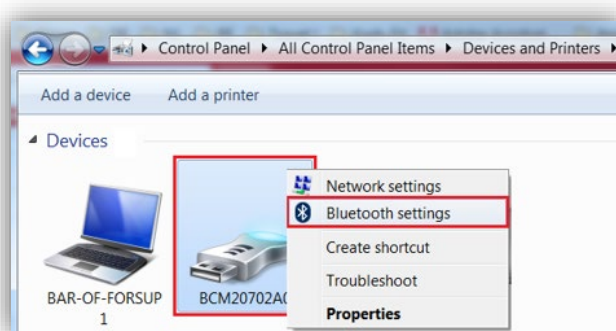 Control Panel ▸ All Control Panel Items ▸ Devices and Printers ▸
Add a device Add a printer
Devices
Network settings
Bluetooth settings
Create shortcut
Troubleshoot
Properties
BAR-OF-FORSUP
1
BCM20702A0